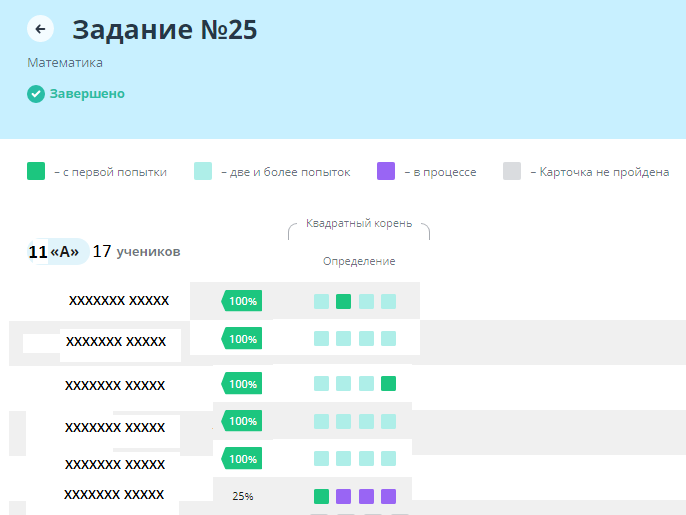 Задание №25
Математика
Завершено
– с первой попытки – две и более попыток – в процессе – Карточка не пройдена
Квадратный корень
11 «А» 17 учеников
Определение
XXXXXXX XXXXX 100%
XXXXXXX XXXXX 100%
XXXXXXX XXXXX 100%
XXXXXXX XXXXX 100%
XXXXXXX XXXXX 100%
XXXXXXX XXXXX 25%